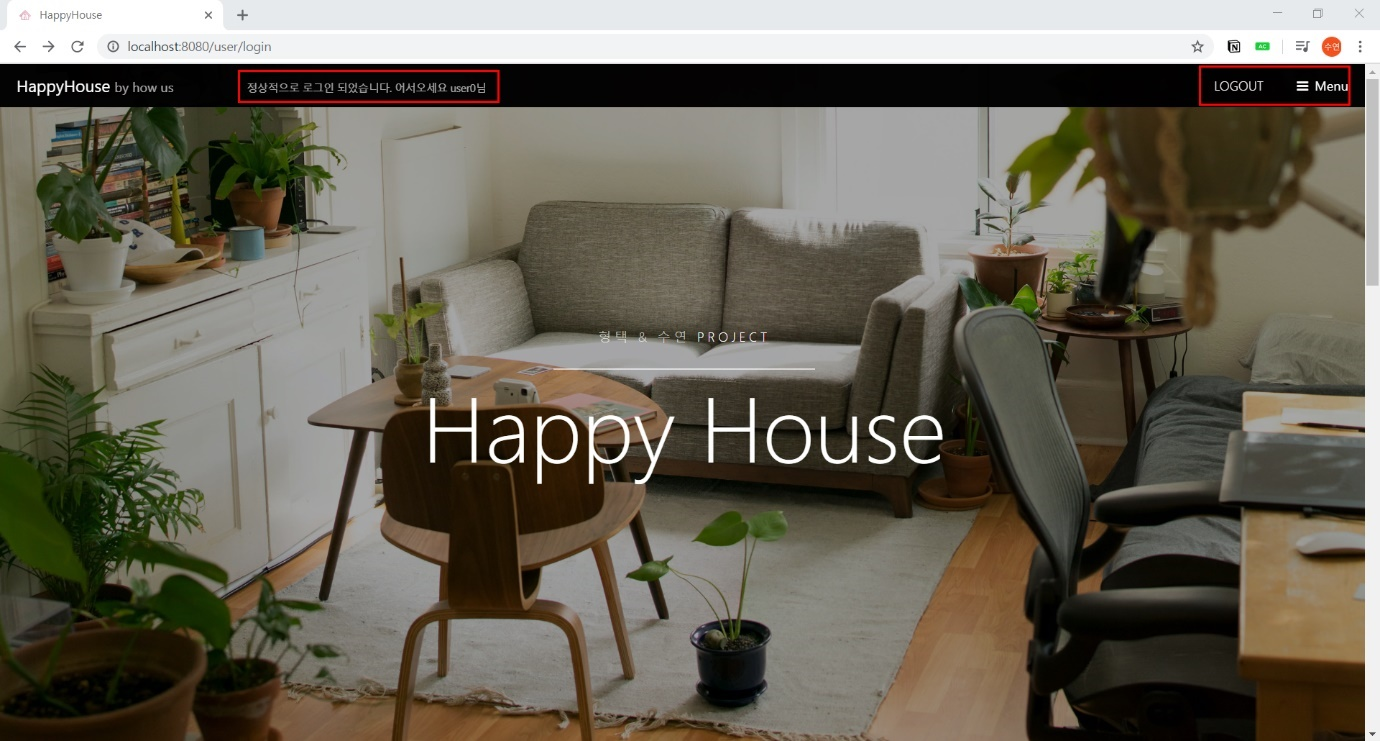 HappyHouse
localhost:8080/user/login
수연
HappyHouse by how us
정상적으로 로그인 되었습니다. 어서오세요 user0님
LOGOUT
Menu
형택 & 수연 PROJECT
Happy House